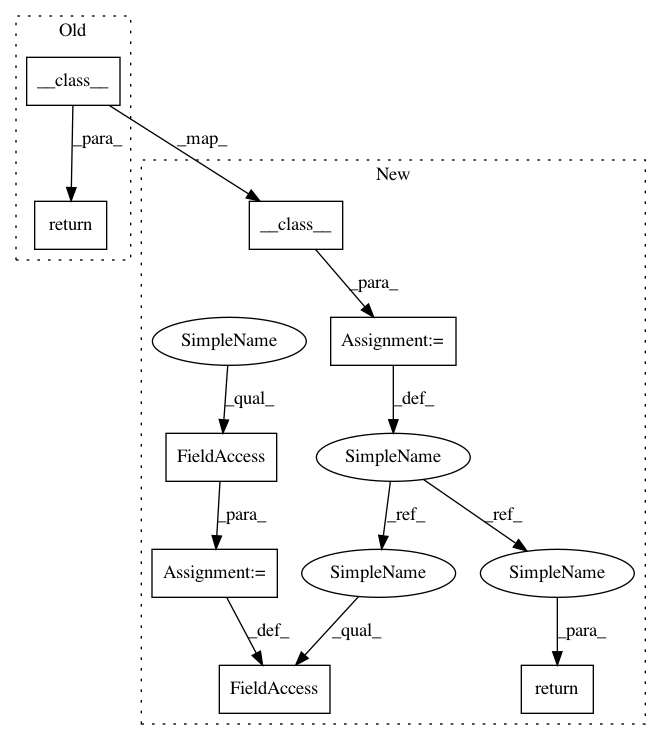 Old
__class__
_para_
_map_
New
return
__class__
_para_
SimpleName
Assignment:=
_qual_
_def_
FieldAccess
SimpleName
_para_
_ref_
_ref_
Assignment:=
SimpleName
SimpleName
_def_
_qual_
_para_
FieldAccess
return